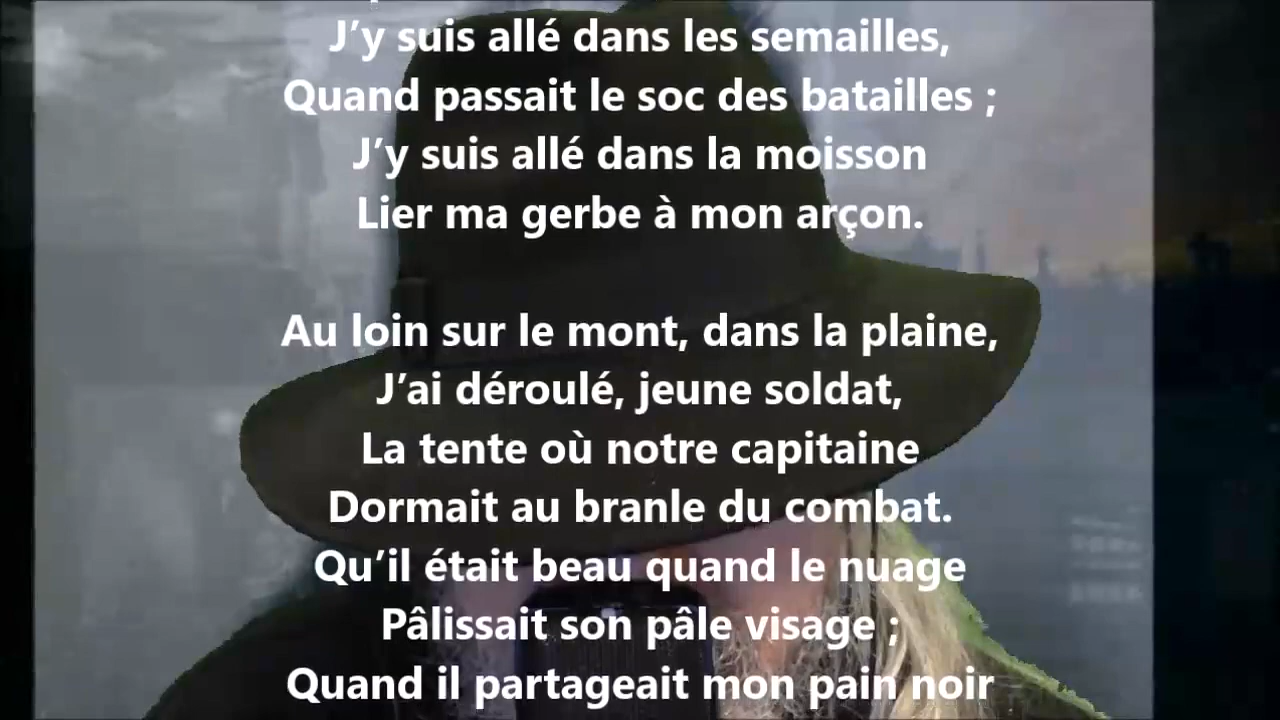 J’y suis allé dans les semailles,
Quand passait le soc des batailles ;
J’y suis allé dans la moisson
Lier ma gerbe à mon arçon.
Au loin sur le mont, dans la plaine,
J’ai déroulé, jeune soldat,
La tente où notre capitaine
Dormait au branle du combat.
Qu’il était beau quand le nuage
Pâlissait son pâle visage ;
Quand il partageait mon pain noir